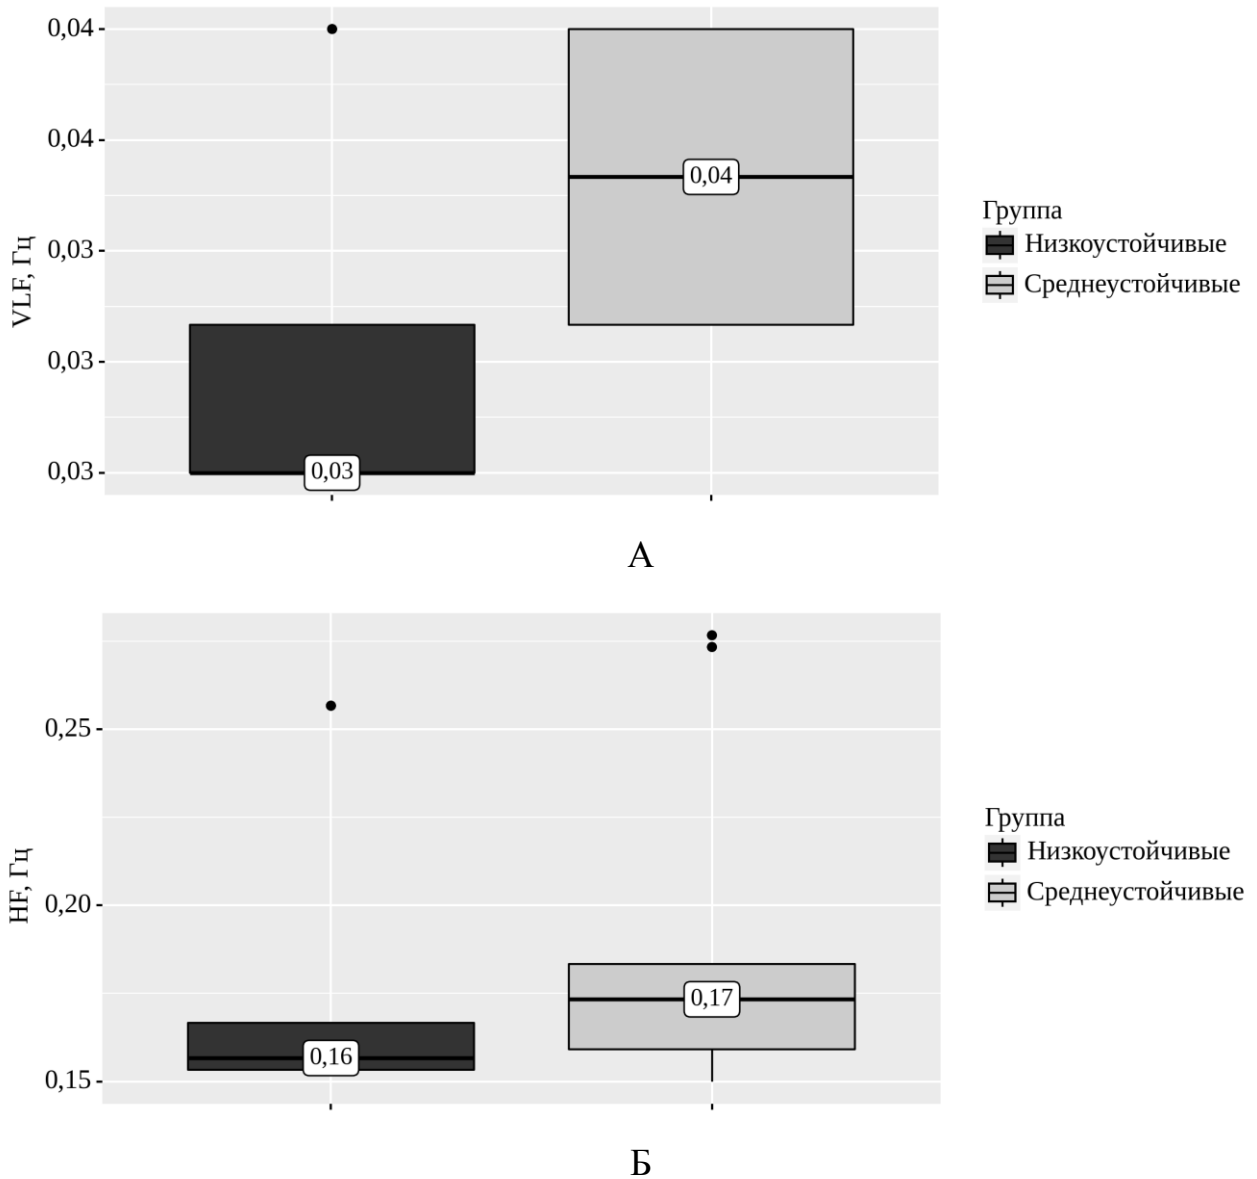 0,04
0,04
0,03
0,03
0,03
VLF, Гц
0,04
0,03
Группа
Низкоустойчивые
Среднеустойчивые
А
0,25
0,20
0,15
HF, Гц
0,16
0,17
Группа
Низкоустойчивые
Среднеустойчивые
Б